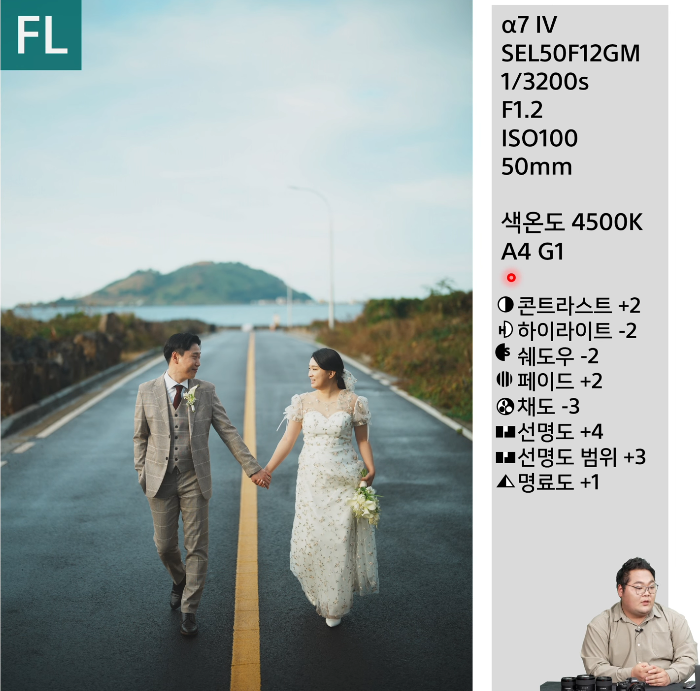 FL
α7 IV
SEL50F12GM
1/3200s
F1.2
ISO100
50mm
색온도 4500K
A4 G1
콘트라스트 +2
하이라이트 -2
쉐도우 -2
페이드 +2
채도 -3
선명도 +4
선명도 범위 +3
명료도 +1